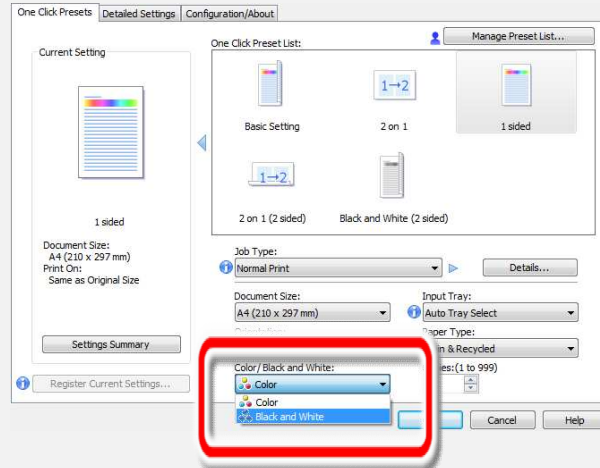 One Click Presets
Detailed Settings
Configuration/About
Current Setting
One Click Preset List:
Manage Preset List...
1→2
Basic Setting
2 on 1
1 sided
1→2
2 on 1 (2 sided)
Black and White (2 sided)
1 sided
Document Size:
A4 (210 x 297 mm)
Print On:
Same as Original Size
Job Type:
Normal Print
Details...
Document Size:
Input Tray:
A4 (210 x 297 mm)
Auto Tray Select
Paper Type:
& Recycled
Settings Summary
Color/Black and White:
(1 to 999)
Register Current Settings...
Color
Color
Black and White
Cancel
Help